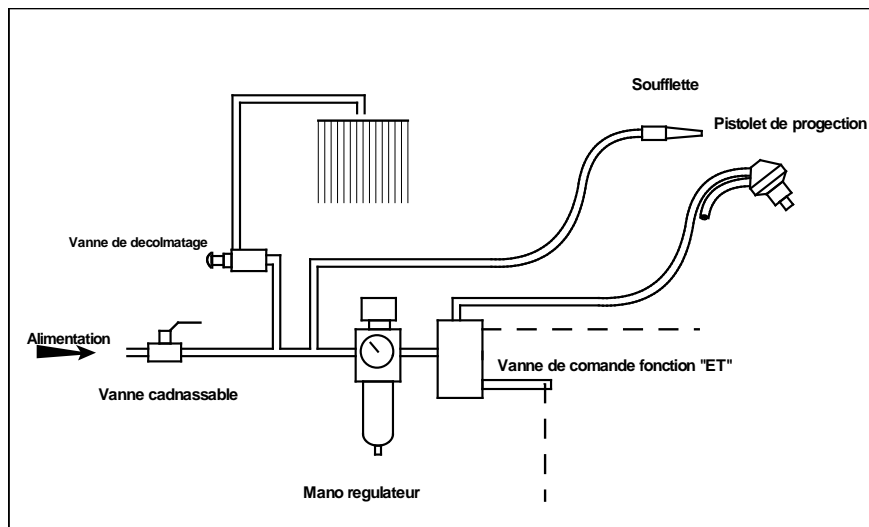 Soufflette
Pistolet de progection
Vanne de decolmatage
Alimentation
Vanne de comande fonction "ET"
Vanne cadnassable
Mano regulateur